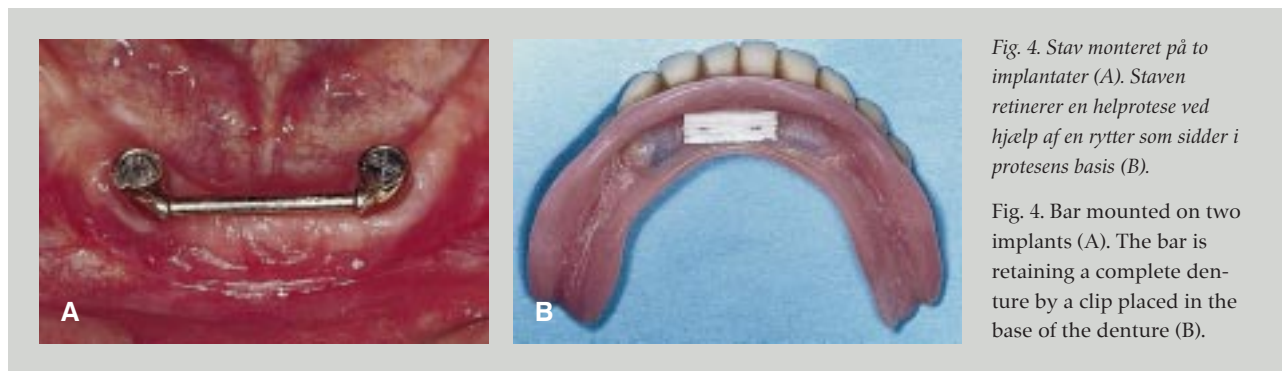 A
B
Fig. 4. Stav monteret på to
implantater (A). Staven
retinerer en helprotese ved
hjælp af en rytter som sidder i
protesens basis (B).
Fig. 4. Bar mounted on two
implants (A). The bar is
retaining a complete den-
ture by a clip placed in the
base of the denture (B).